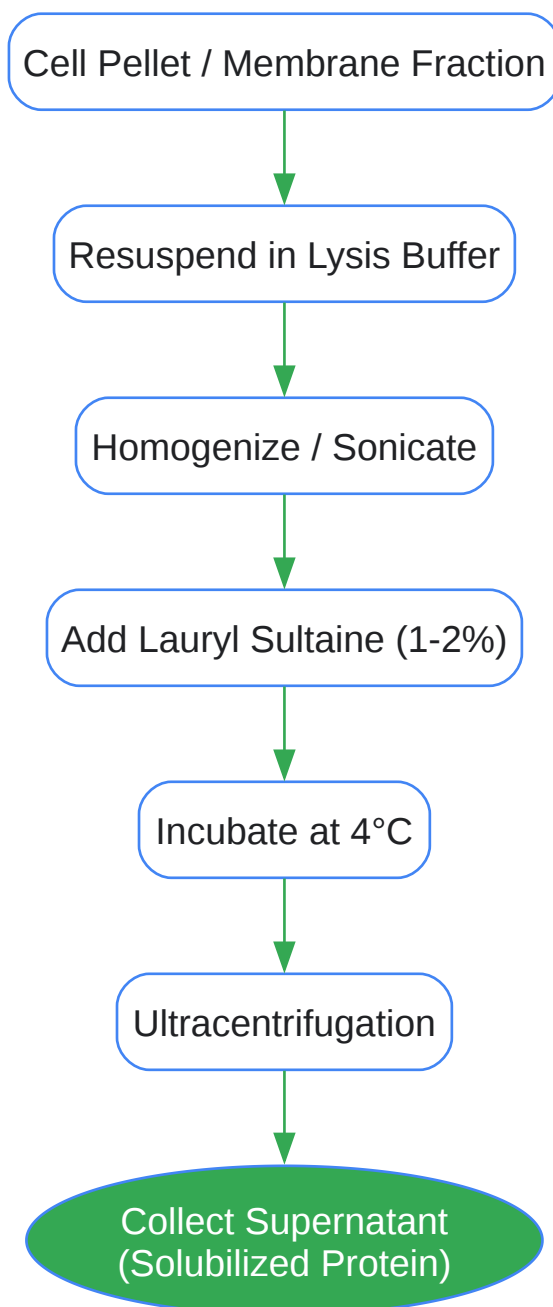 Cell Pellet / Membrane Fraction
Resuspend in Lysis Buffer
Homogenize / Sonicate
Add Lauryl Sultaine (1-2%)
Incubate at 4°C
Ultracentrifugation
Collect Supernatant
(Solubilized Protein)